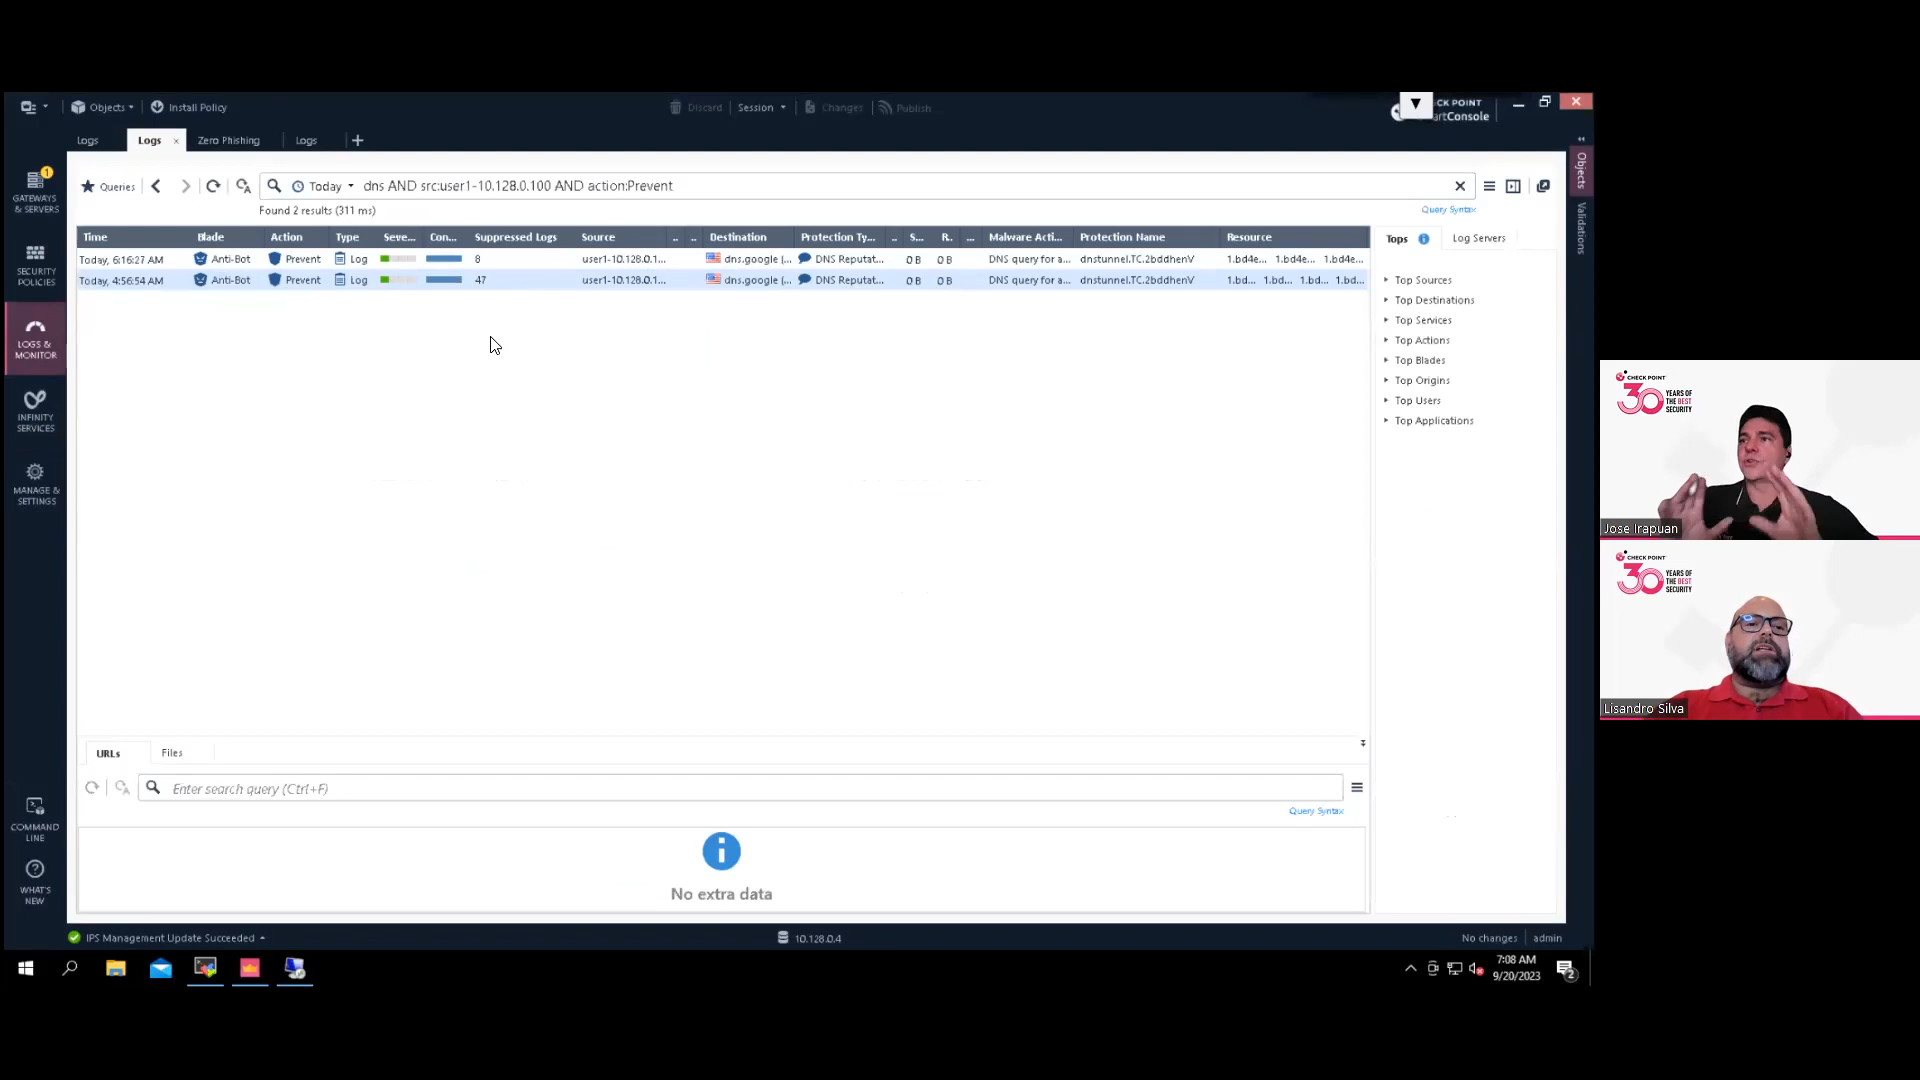 Objects
Install Policy
Discard
Session
Changes
Publish
CK POINT
artConsole
Logs
Logs
Zero Phishing
Logs
GATEWAYS
& SERVERS
1
SECURITY
POLICIES
LOGS &
MONITOR
INFINITY
SERVICES
MANAGE &
SETTINGS
COMMAND
LINE
WHAT'S
NEW
Queries
Today
dns AND src:user1-10.128.0.100 AND action:Prevent
Found 2 results (311 ms)
Query Syntax
Time Blade Action Type Seve... Con... Suppressed Logs Source .. .. Destination Protection Ty... .. S... R.. ... Malware Acti... Protection Name Resource
Today, 6:16:27 AM Anti-Bot Prevent Log 8 user1-10.128.0.1... dns.google (... DNS Reputat... 0 B 0 B DNS query for a... dnstunnel.TC.2bddhenV 1.bd4e... 1.bd4e... 1.bd4e...
Today, 4:56:54 AM Anti-Bot Prevent Log 47 user1-10.128.0.1... dns.google (... DNS Reputat... 0 B 0 B DNS query for a... dnstunnel.TC.2bddhenV 1.bd... 1.bd... 1.bd... 1.bd...
Tops
Log Servers
Top Sources
Top Destinations
Top Services
Top Actions
Top Blades
Top Origins
Top Users
Top Applications
Objects
Validations
URLs
Files
Enter search query (Ctrl+F)
Query Syntax
No extra data
IPS Management Update Succeeded
10.128.0.4
No changes
admin
7:08 AM
9/20/2023
2
CHECK POINT
30 YEARS OF
THE BEST
SECURITY
Jose Irapuan
CHECK POINT
30 YEARS OF
THE BEST
SECURITY
Lisandro Silva